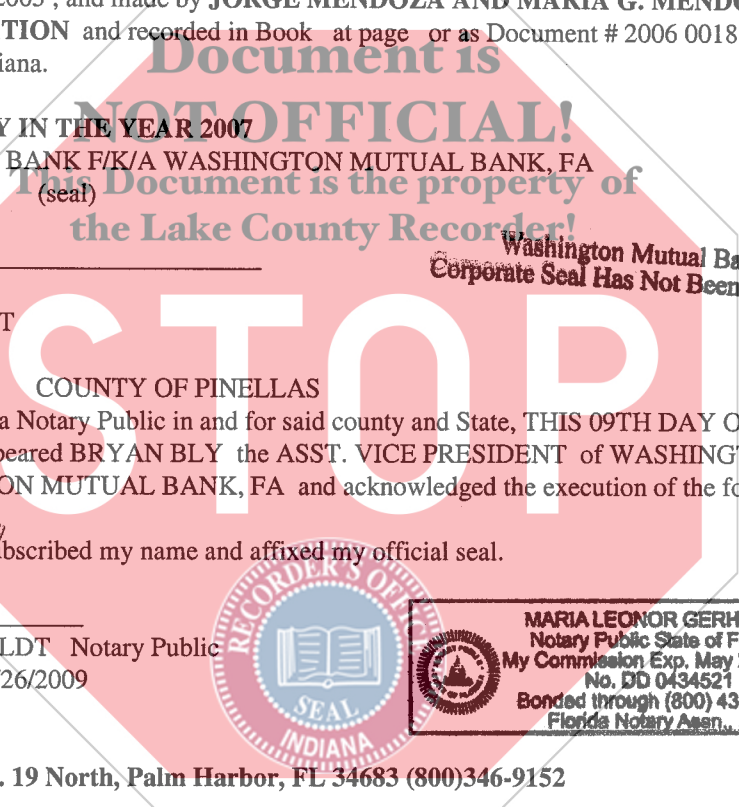 2005 , and made by JORGE MENDOZA AND MARIA G. MENDO
TION and recorded in Book at page or as Document # 2006 0018
iana.
Document is
NOT OFFICIAL!
This Document is the property of
the Lake County Recorder!
Y IN THE YEAR 2007
BANK F/K/A WASHINGTON MUTUAL BANK, FA
(seal)
Washington Mutual Ba
Corporate Seal Has Not Been
T
STOP
COUNTY OF PINELLAS
a Notary Public in and for said county and State, THIS 09TH DAY O
peared BRYAN BLY the ASST. VICE PRESIDENT of WASHINGT
ON MUTUAL BANK, FA and acknowledged the execution of the fo
ubscribed my name and affixed my official seal.
RECORDER'S OFFICE
SEAL
INDIANA
LDT Notary Public
/26/2009
MARIA LEONOR GERH
Notary Public State of F
My Commission Exp. May
No. DD 0434521
Bonded through (800) 43
Florida Notary Assn.,
. 19 North, Palm Harbor, FL 34683 (800)346-9152